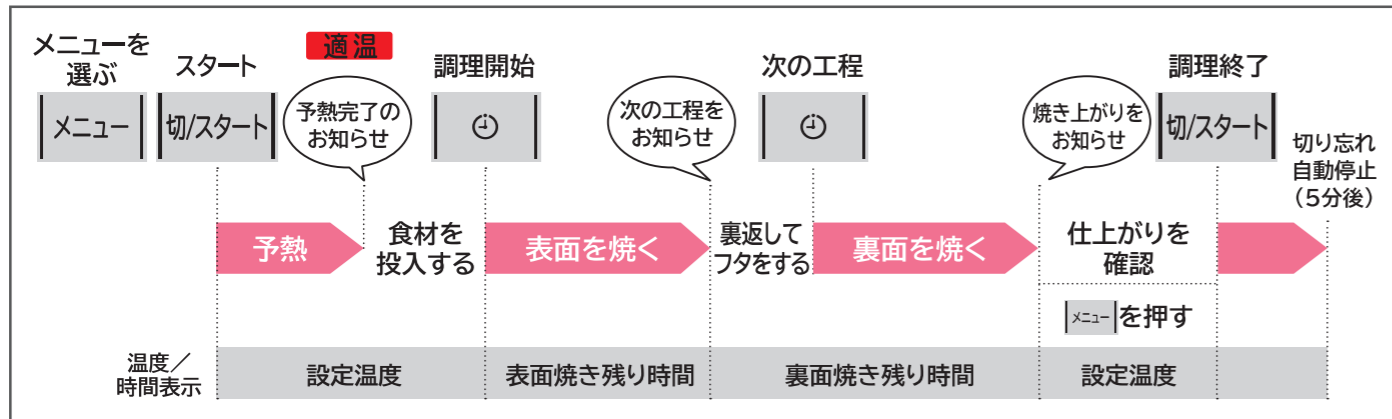 メニューを
選ぶ
メニュー
スタート
切/スタート
適温
予熱完了の
お知らせ
調理開始
次の工程を
お知らせ
次の工程
焼き上がりを
お知らせ
調理終了
切/スタート
切り忘れ
自動停止
(5分後)
予熱
食材を
投入する
表面を焼く
裏返して
フタをする
裏面を焼く
仕上がりを
確認
メニュー を押す
温度/
時間表示
設定温度
表面焼き残り時間
裏面焼き残り時間
設定温度